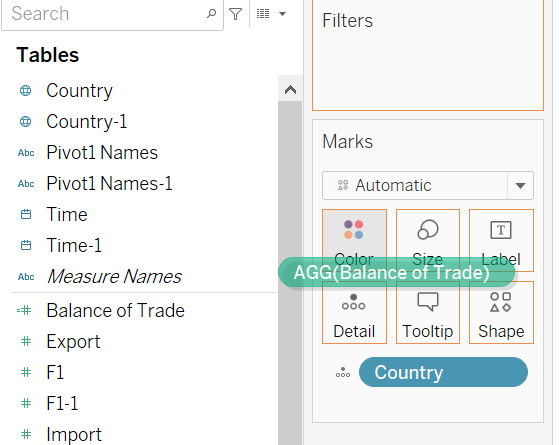 Search
Tables
Country
Country-1
Abc Pivot1 Names
Abc Pivot1 Names-1
Time
Time-1
Abc Measure Names
Balance of Trade
Export
F1
F1-1
Import
Filters
Marks
Automatic
Color Size Label
AGG(Balance of Trade)
Detail Tooltip Shape
Country